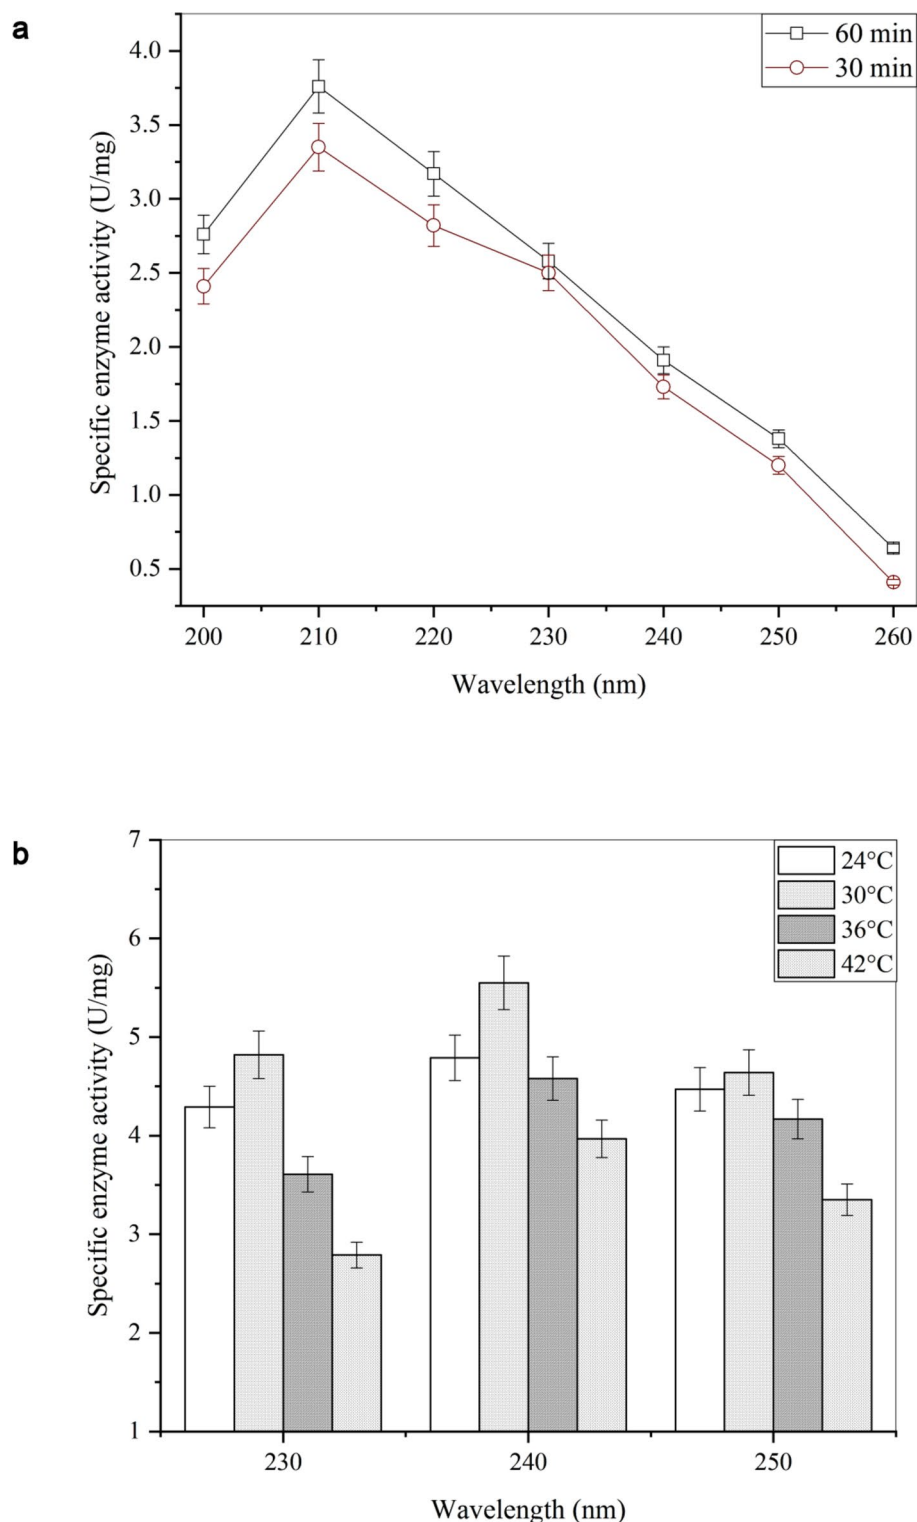 a
60 min
30 min
4.0
3.5
3.0
2.5
2.0
1.5
1.0
0.5
Specific enzyme activity (U/mg)
200 210 220 230 240 250 260
Wavelength (nm)
b
24°C
30°C
36°C
42°C
7
6
5
4
3
2
1
Specific enzyme activity (U/mg)
230 240 250
Wavelength (nm)